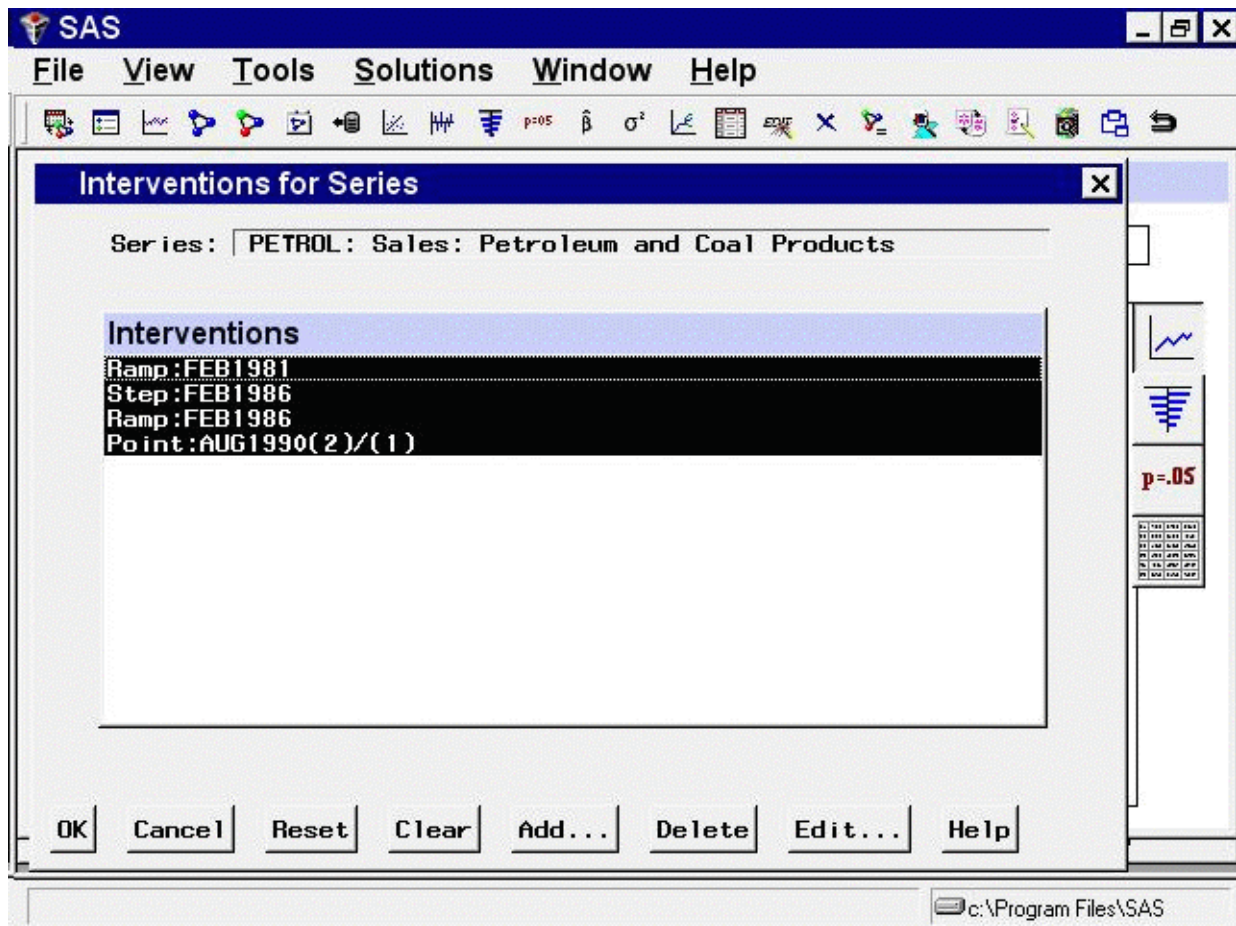 SAS
File View Tools Solutions Window Help
p=05 β̂ σ²
Interventions for Series
Series: PETROL: Sales: Petroleum and Coal Products
Interventions
Ramp:FEB1981
Step:FEB1986
Ramp:FEB1986
Point:AUG1990(2)/(1)
p=.05
OK Cancel Reset Clear Add... Delete Edit... Help
c:\Program Files\SAS